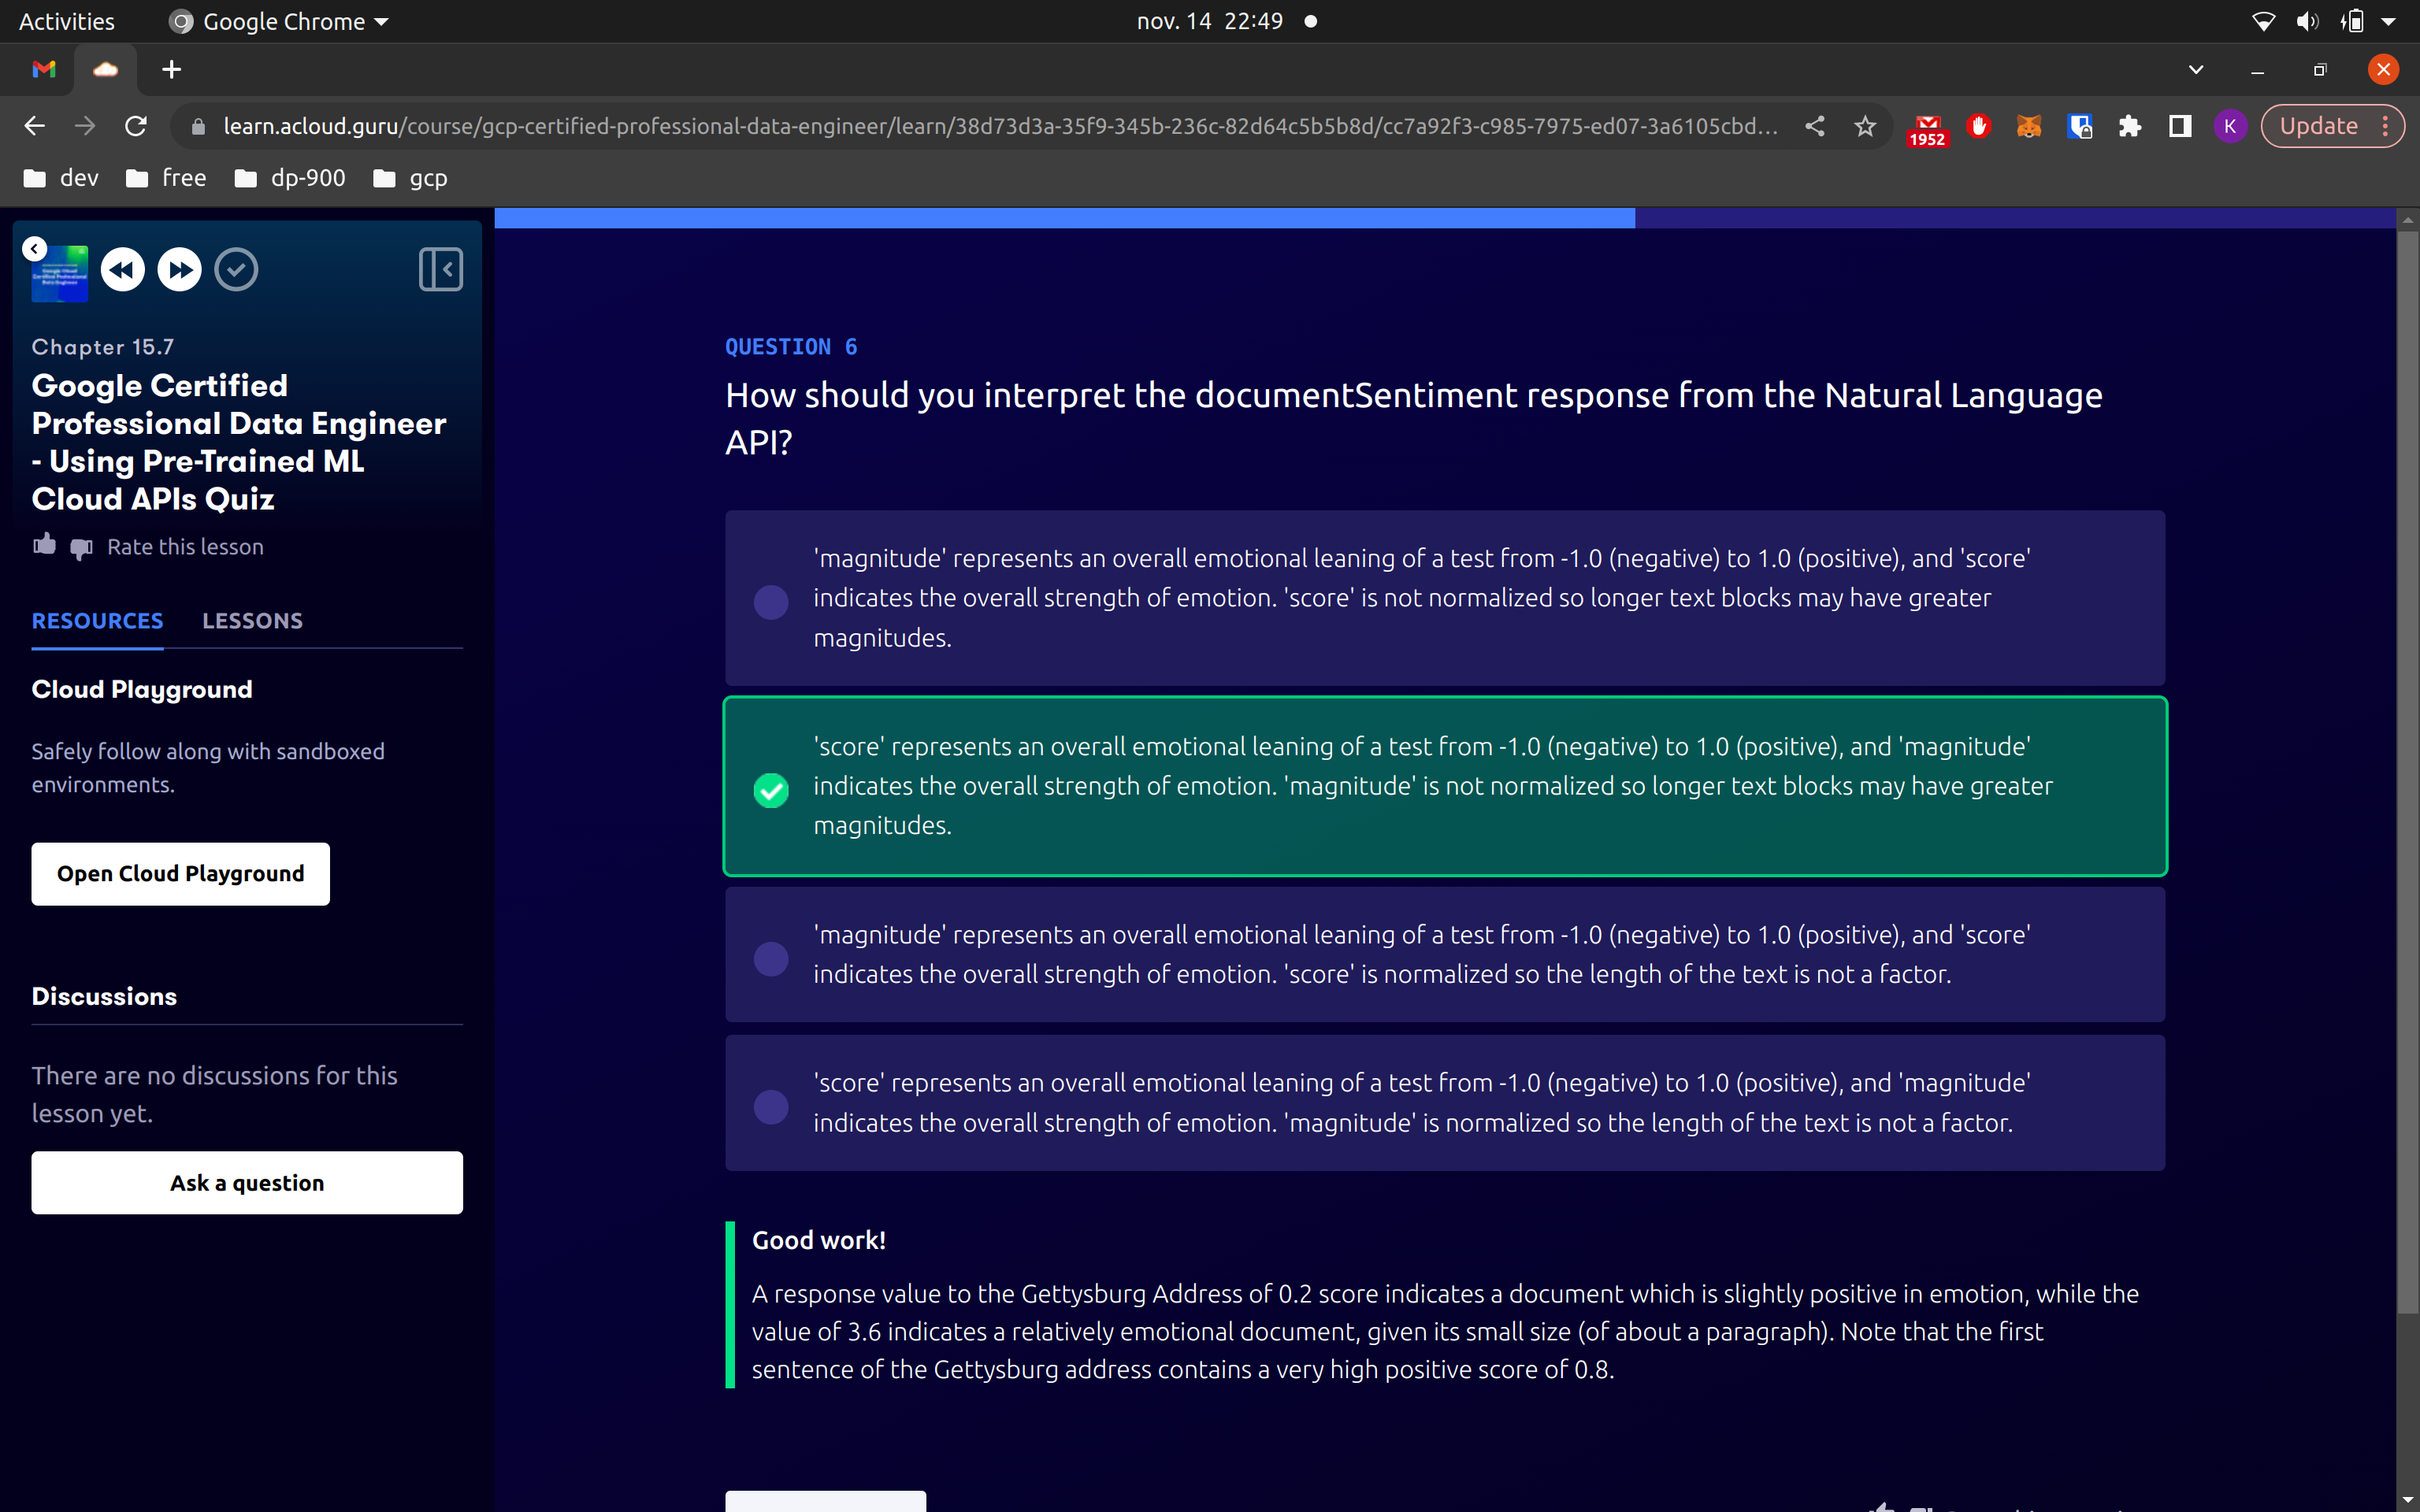 Activities
Google Chrome
nov. 14 22:49
learn.acloud.guru/course/gcp-certified-professional-data-engineer/learn/38d73d3a-35f9-345b-236c-82d64c5b5b8d/cc7a92f3-c985-7975-ed07-3a6105cbd...
1952
K
Update
dev
free
dp-900
gcp
Chapter 15.7
Google Certified
Professional Data Engineer
- Using Pre-Trained ML
Cloud APIs Quiz
Rate this lesson
RESOURCES
LESSONS
Cloud Playground
Safely follow along with sandboxed
environments.
Open Cloud Playground
Discussions
There are no discussions for this
lesson yet.
Ask a question
QUESTION 6
How should you interpret the documentSentiment response from the Natural Language
API?
'magnitude' represents an overall emotional leaning of a test from -1.0 (negative) to 1.0 (positive), and 'score'
indicates the overall strength of emotion. 'score' is not normalized so longer text blocks may have greater
magnitudes.
'score' represents an overall emotional leaning of a test from -1.0 (negative) to 1.0 (positive), and 'magnitude'
indicates the overall strength of emotion. 'magnitude' is not normalized so longer text blocks may have greater
magnitudes.
'magnitude' represents an overall emotional leaning of a test from -1.0 (negative) to 1.0 (positive), and 'score'
indicates the overall strength of emotion. 'score' is normalized so the length of the text is not a factor.
'score' represents an overall emotional leaning of a test from -1.0 (negative) to 1.0 (positive), and 'magnitude'
indicates the overall strength of emotion. 'magnitude' is normalized so the length of the text is not a factor.
Good work!
A response value to the Gettysburg Address of 0.2 score indicates a document which is slightly positive in emotion, while the
value of 3.6 indicates a relatively emotional document, given its small size (of about a paragraph). Note that the first
sentence of the Gettysburg address contains a very high positive score of 0.8.